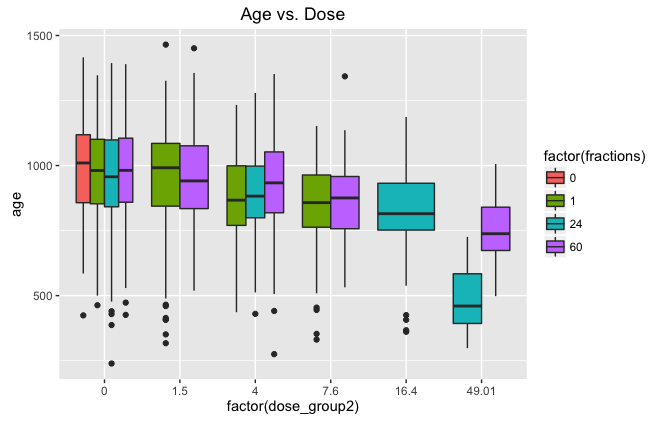 Age vs. Dose
1500
1000
500
age
0 1.5 4 7.6 16.4 49.01
factor(dose_group2)
factor(fractions)
0
1
24
60